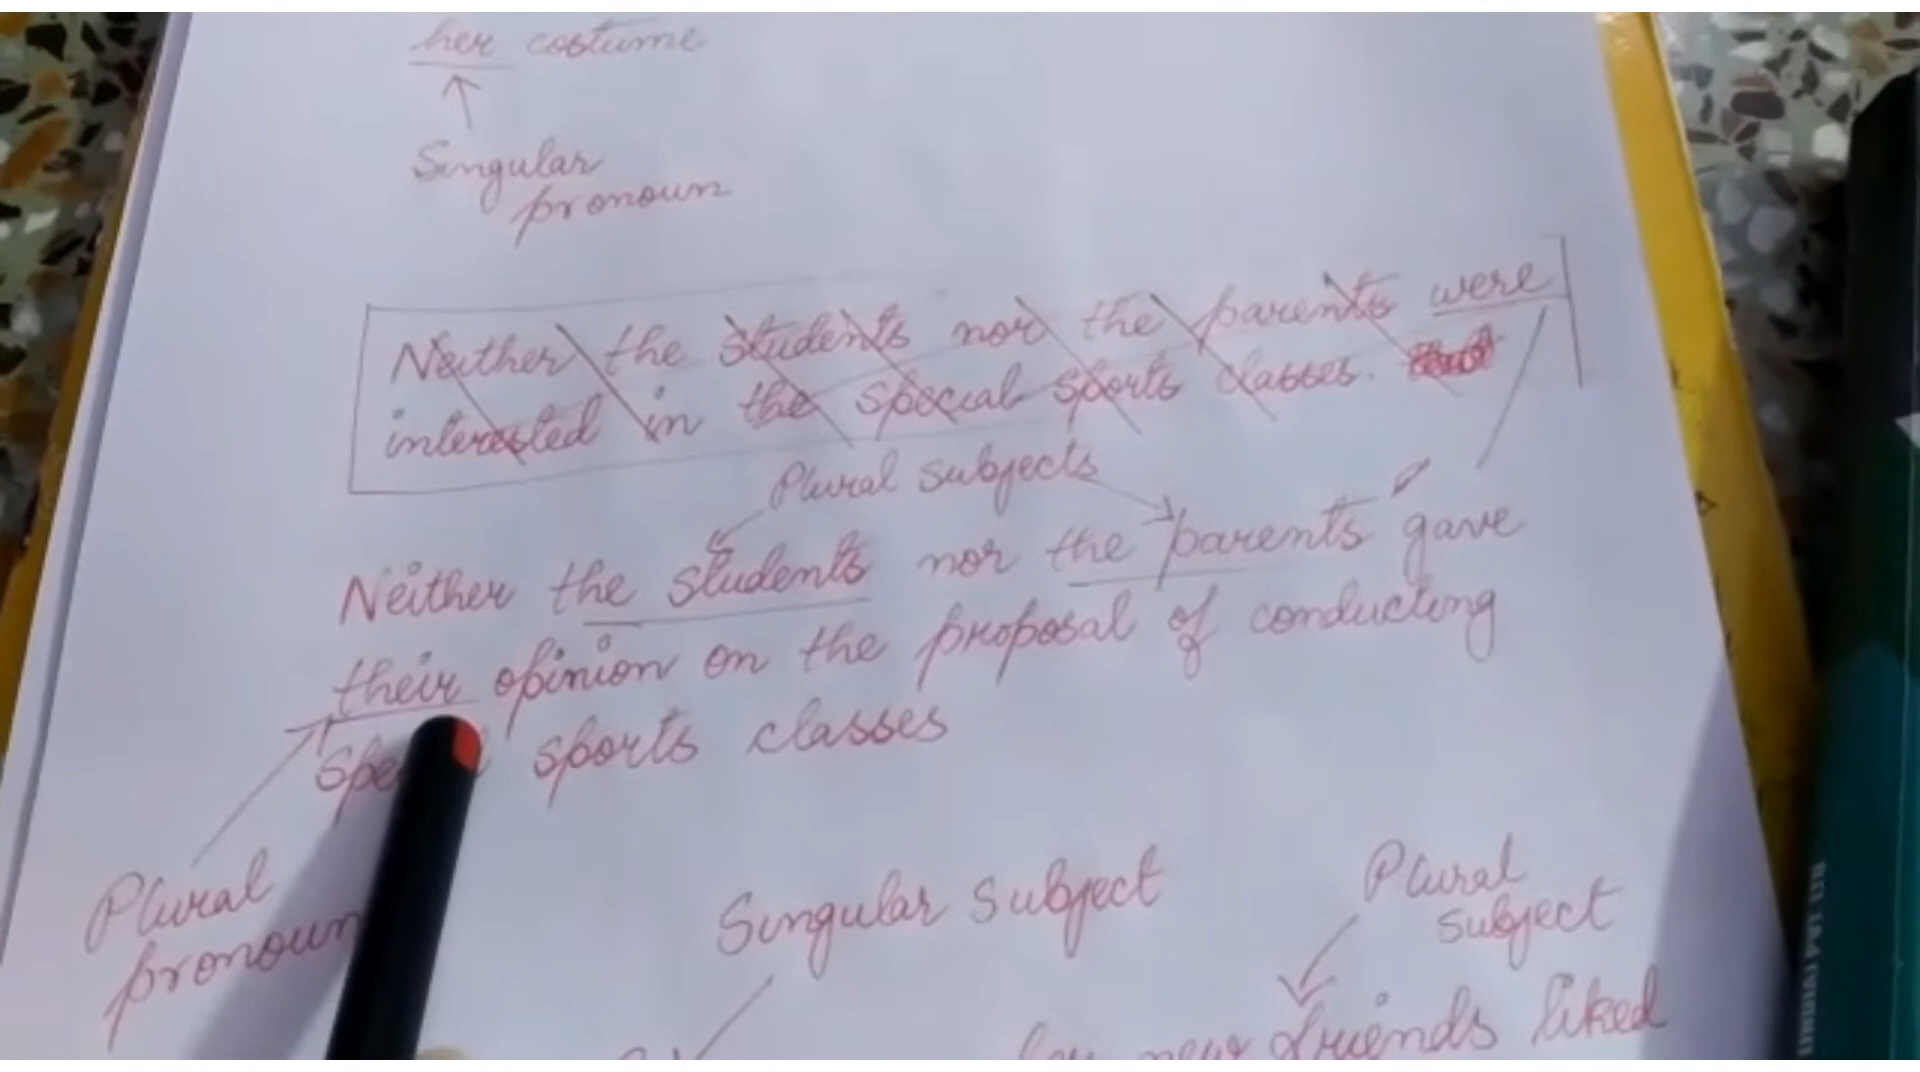 her costume
Singular
pronoun
Neither the students nor the parents were
interested in the special sports classes.
Plural subjects
Neither the students nor the parents gave
their opinion on the proposal of conducting
sports classes
Plural
pronoun
Singular Subject
Plural
Subject
new friends liked